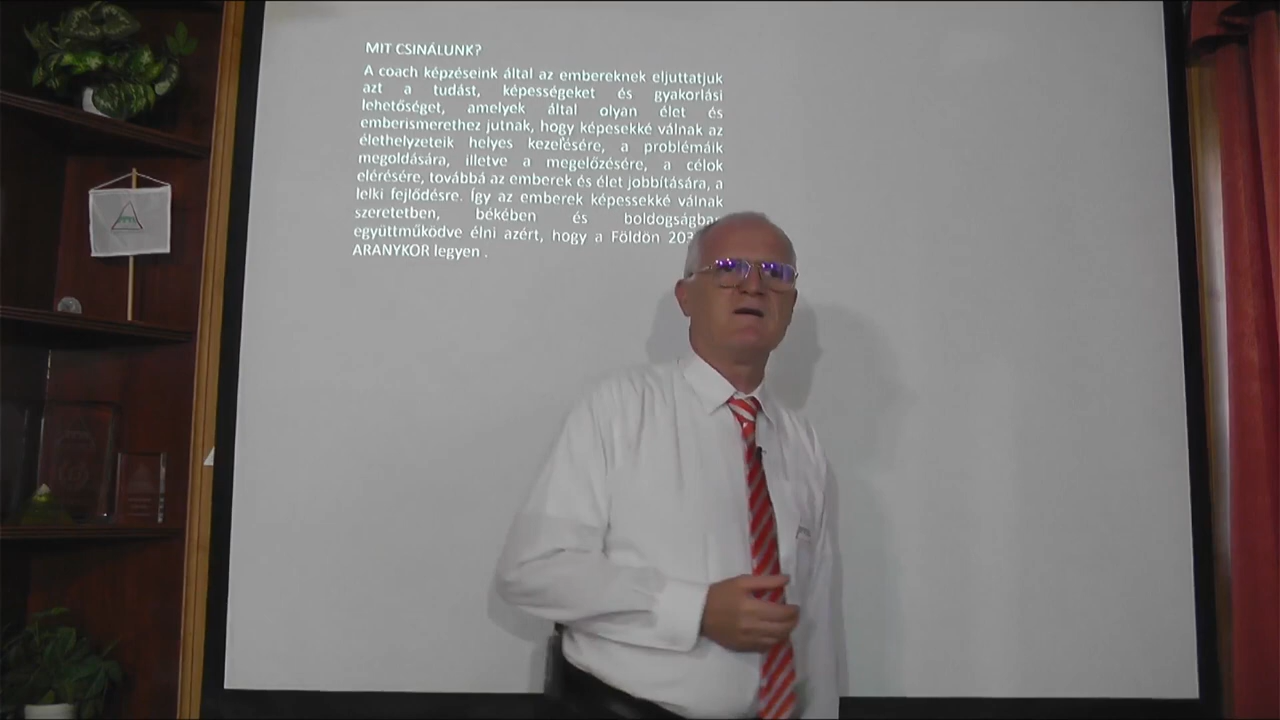 MIT CSINÁLUNK?
A coach képzéseink által az embereknek eljuttatjuk
azt a tudást, képességeket és gyakorlási
lehetőséget, amelyek által olyan élet és
emberismerethez jutnak, hogy képesekké válnak az
élethelyzeteik helyes kezelésére, a problémáik
megoldására, illetve a megelőzésére, a célok
elérésére, továbbá az emberek és élet jobbítására, a
lelki fejlődésre. Így az emberek képessekké válnak
szeretetben, békében és
együttműködve élni azért, hogy a Földön
ARANYKOR legyen .